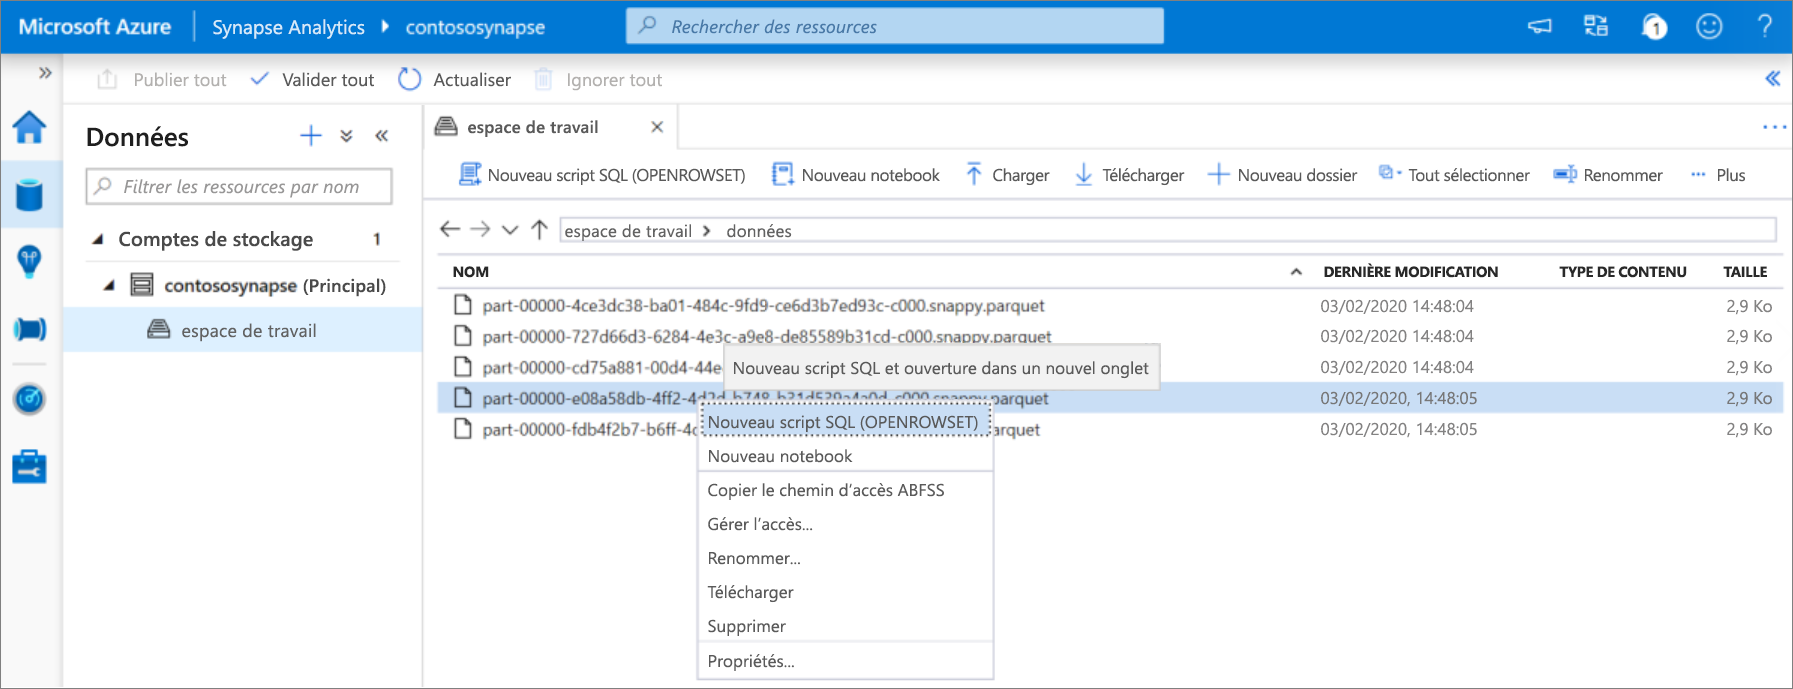 Microsoft Azure Synapse Analytics contososynapse Rechercher des ressources 1 ?
Publier tout Valider tout Actualiser Ignorer tout
Données
espace de travail
Filtrer les ressources par nom
Nouveau script SQL (OPENROWSET) Nouveau notebook Charger Télécharger Nouveau dossier Tout sélectionner Renommer ... Plus
Comptes de stockage 1
contososynapse (Principal)
espace de travail
espace de travail > données
NOM DERNIÈRE MODIFICATION TYPE DE CONTENU TAILLE
part-00000-4ce3dc38-ba01-484c-9fd9-ce6d3b7ed93c-c000.snappy.parquet 03/02/2020 14:48:04 2,9 Ko
part-00000-727d66d3-6284-4e3c-a9e8-de85589b31cd-c000.snappy.parquet 03/02/2020 14:48:04 2,9 Ko
part-00000-cd75a881-00d4-44e 03/02/2020 14:48:04 2,9 Ko
Nouveau script SQL et ouverture dans un nouvel onglet
part-00000-e08a58db-4ff2-4d2d-b748-b31d539a4a0d-c000.snappy.parquet 03/02/2020, 14:48:05 2,9 Ko
part-00000-fdb4f2b7-b6ff-4c arquet 03/02/2020, 14:48:05 2,9 Ko
Nouveau script SQL (OPENROWSET)
Nouveau notebook
Copier le chemin d'accès ABFSS
Gérer l'accès...
Renommer...
Télécharger
Supprimer
Propriétés...